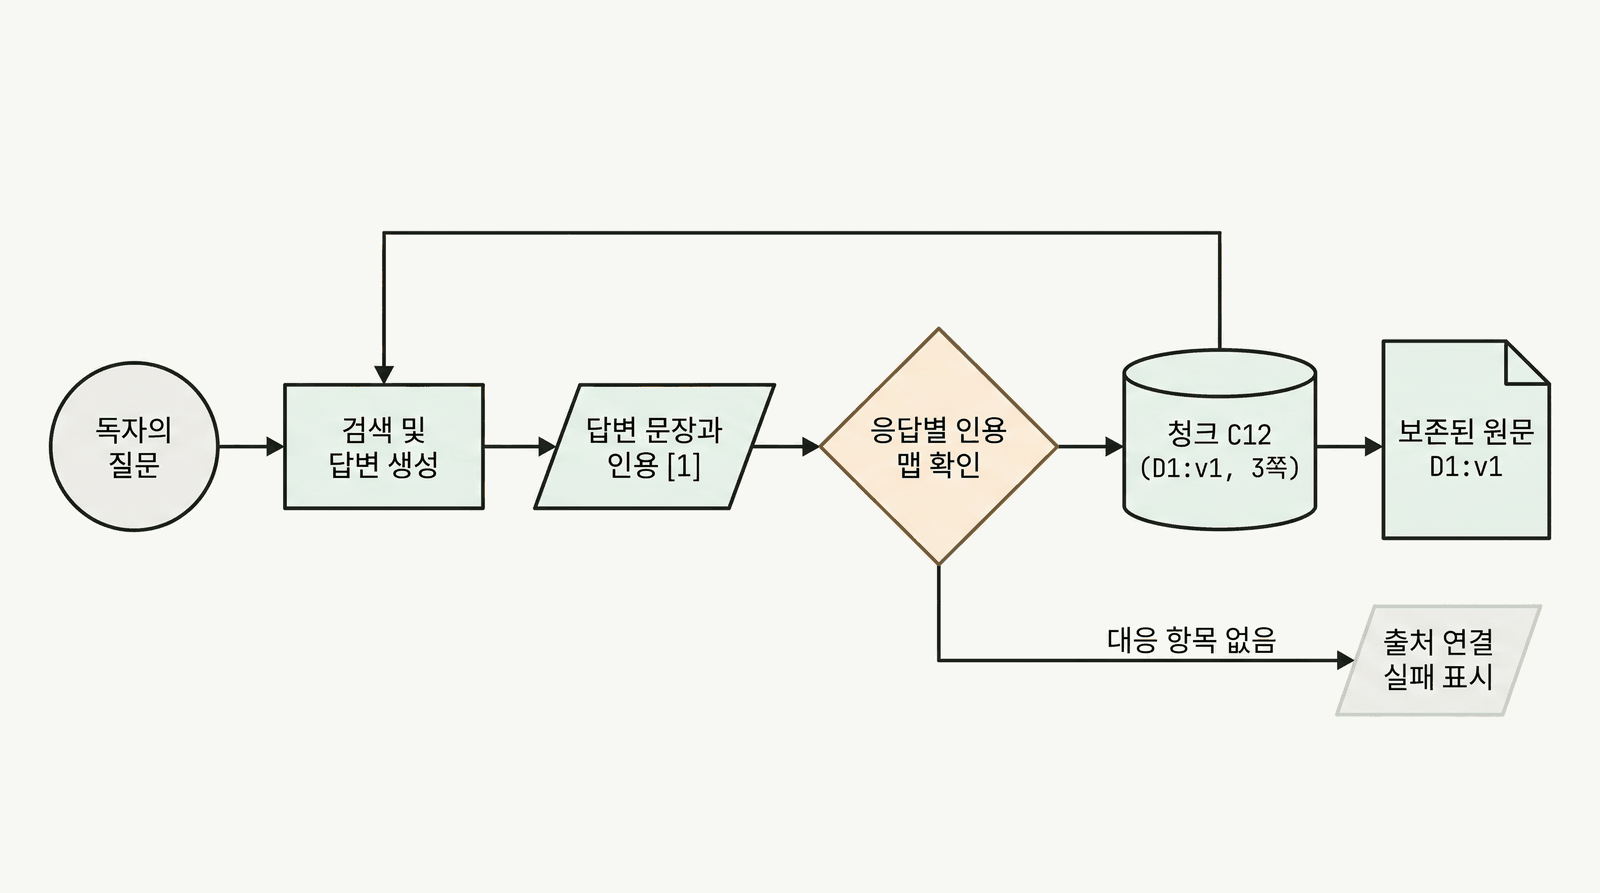 독자의
질문
검색 및
답변 생성
답변 문장과
인용 [1]
응답별 인용
맵 확인
청크 C12
(D1:v1, 3쪽)
보존된 원문
D1:v1
대응 항목 없음
출처 연결
실패 표시